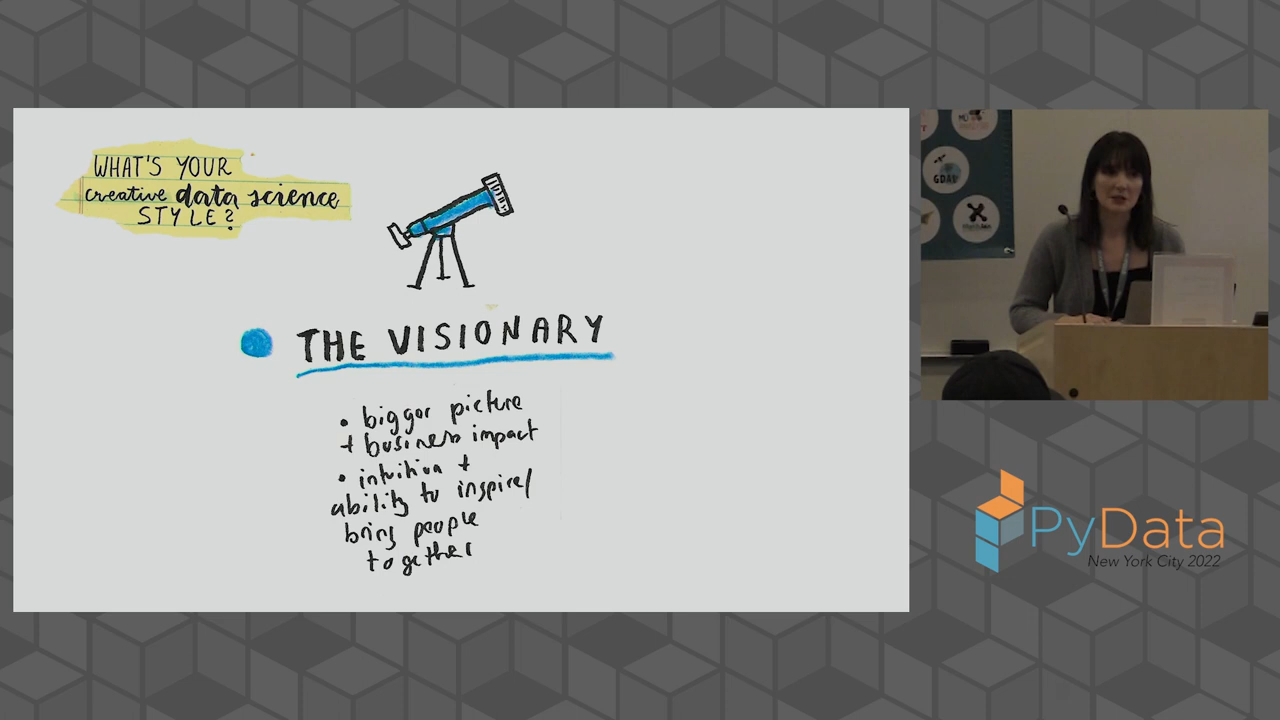 WHAT'S YOUR
creative data science
STYLE?
THE VISIONARY
• bigger picture
+ business impact
• intuition +
ability to inspire/
bring people
together
GDAL
PyData
New York City 2022